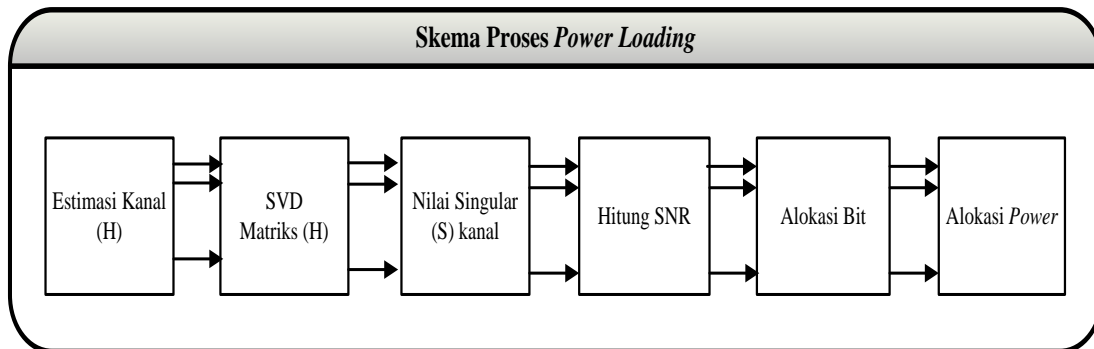 Skema Proses Power Loading
Estimasi Kanal
(H)
SVD
Matriks (H)
Nilai Singular
(S) kanal
Hitung SNR
Alokasi Bit
Alokasi Power